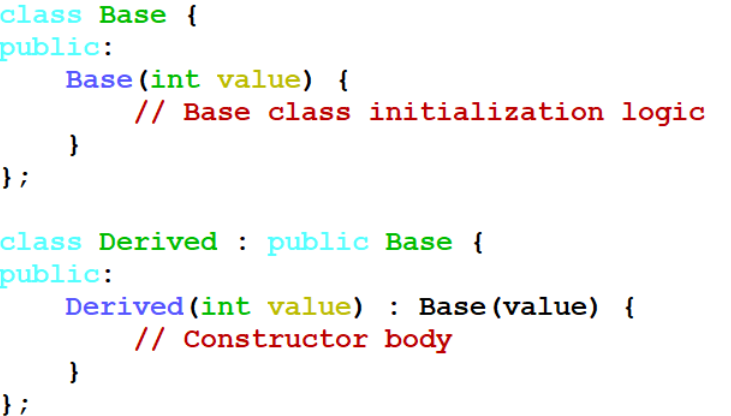 class Base {
public:
    Base(int value) {
        // Base class initialization logic
    }
};

class Derived : public Base {
public:
    Derived(int value) : Base(value) {
        // Constructor body
    }
};